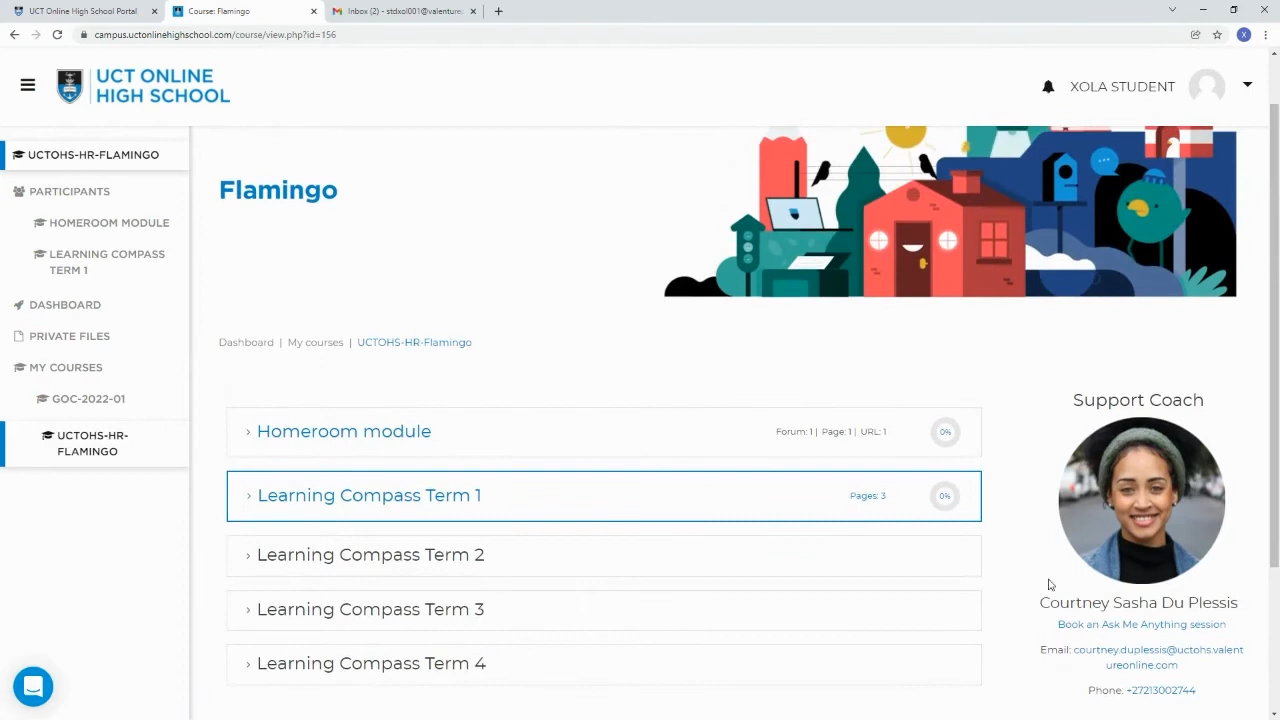 UCT Online High School Portal
Course: Flamingo
Inbox (2) - stdxol001@valenture
campus.uctonlinehighschool.com/course/view.php?id=156
X
UCT ONLINE
HIGH SCHOOL
XOLA STUDENT
UCTOHS-HR-FLAMINGO
PARTICIPANTS
HOMEROOM MODULE
LEARNING COMPASS
TERM 1
DASHBOARD
PRIVATE FILES
MY COURSES
GOC-2022-01
UCTOHS-HR-
FLAMINGO
Flamingo
Dashboard | My courses | UCTOHS-HR-Flamingo
Homeroom module
Forum: 1 | Page: 1 | URL: 1
0%
Learning Compass Term 1
Pages: 3
0%
Learning Compass Term 2
Learning Compass Term 3
Learning Compass Term 4
Support Coach
Courtney Sasha Du Plessis
Book an Ask Me Anything session
Email: courtney.duplessis@uctohs.valent
ureonline.com
Phone: +27213002744